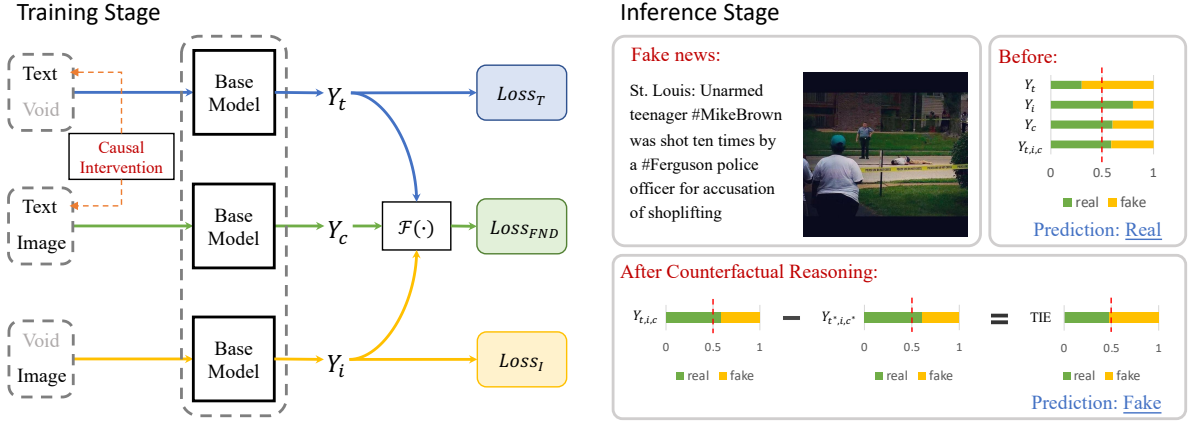 Training Stage
Text
Void
Base
Model
Y_t
Loss_T
Causal
Intervention
Text
Image
Base
Model
Y_c
ℱ(·)
Loss_FND
Void
Image
Base
Model
Y_i
Loss_I
Inference Stage
Fake news:
St. Louis: Unarmed
teenager #MikeBrown
was shot ten times by
a #Ferguson police
officer for accusation
of shoplifting
Before:
Y_t
Y_i
Y_c
Y_t,i,c
0 0.5 1
real fake
Prediction: Real
After Counterfactual Reasoning:
Y_t,i,c
0 0.5 1
real fake
−
Y_t*,i,c*
0 0.5 1
real fake
=
TIE
0 0.5 1
real fake
Prediction: Fake